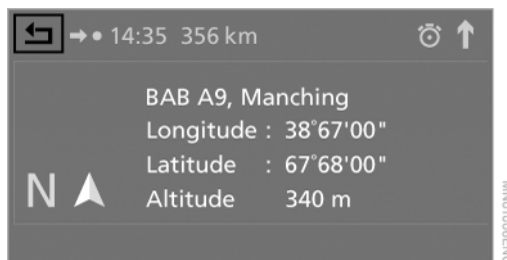 14:35 356 km
BAB A9, Manching
Longitude : 38°67'00"
Latitude : 67°68'00"
N Altitude 340 m